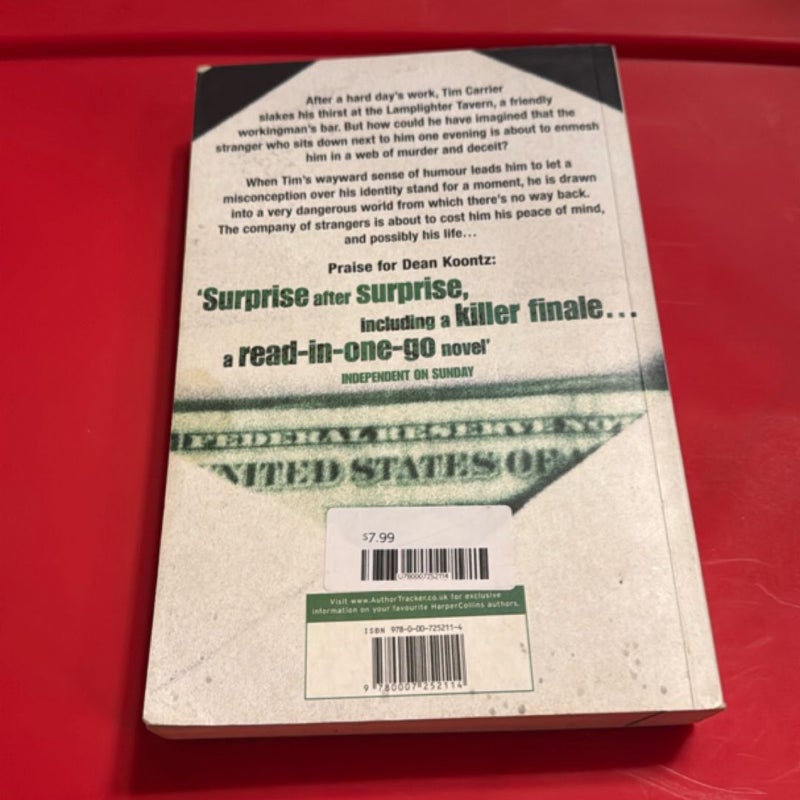 After a hard day's work, Tim Carrier
slakes his thirst at the Lamplighter Tavern, a friendly
workingman's bar. But how could he have imagined that the
stranger who sits down next to him one evening is about to enmesh
him in a web of murder and deceit?
When Tim's wayward sense of humour leads him to let a
misconception over his identity stand for a moment, he is drawn
into a very dangerous world from which there's no way back.
The company of strangers is about to cost him his peace of mind,
and possibly his life...
Praise for Dean Koontz:
'Surprise after surprise,
including a killer finale...
a read-in-one-go novel'
INDEPENDENT ON SUNDAY
FEDERAL RESERVE NO
UNITED STATES OF A
$7.99
9780007252114
Visit www.AuthorTracker.co.uk for exclusive
information on your favourite HarperCollins authors.
ISBN 978-0-00-725211-4
9 780007 252114